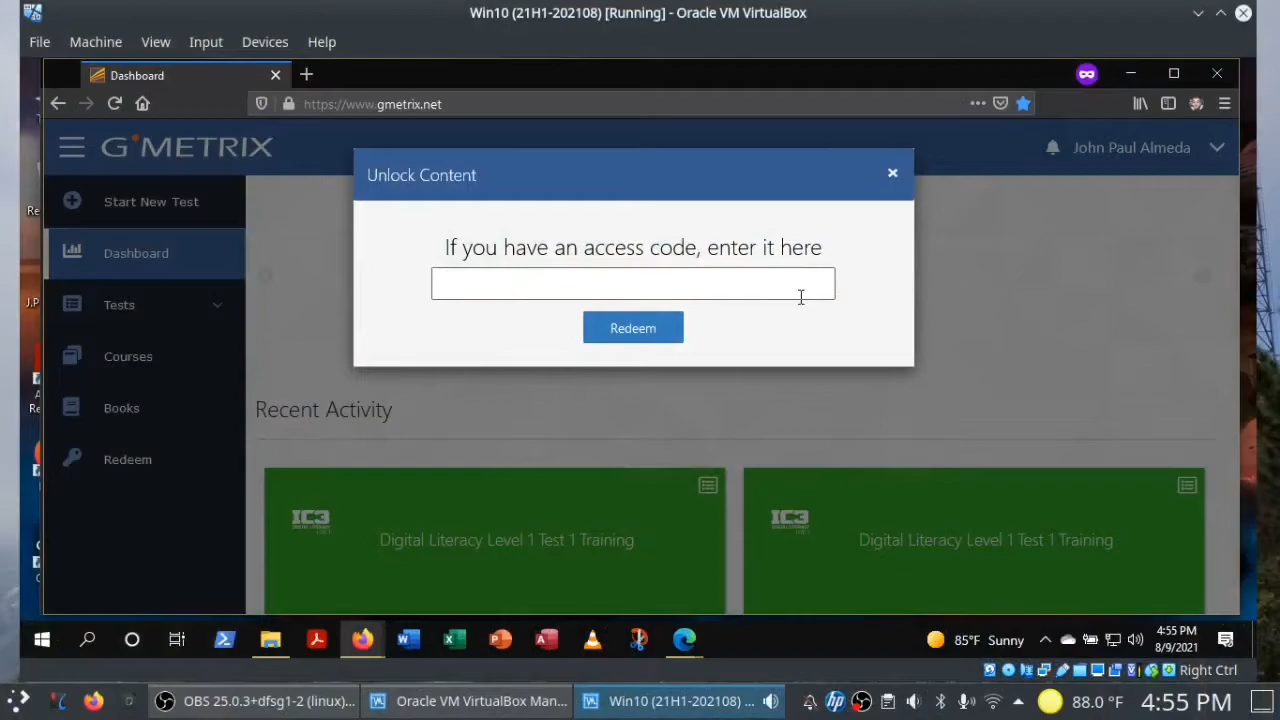 Win10 (21H1-202108) [Running] - Oracle VM VirtualBox
File Machine View Input Devices Help
Dashboard
https://www.gmetrix.net
GMETRIX
John Paul Almeda
Unlock Content
If you have an access code, enter it here
Redeem
Start New Test
Dashboard
Tests
Courses
Books
Redeem
Recent Activity
IC3
Digital Literacy Level 1 Test 1 Training
IC3
Digital Literacy Level 1 Test 1 Training
85°F Sunny
4:55 PM
8/9/2021
Right Ctrl
OBS 25.0.3+dfsg1-2 (linux)...
Oracle VM VirtualBox Man...
Win10 (21H1-202108) [Running] ...
88.0 °F
4:55 PM